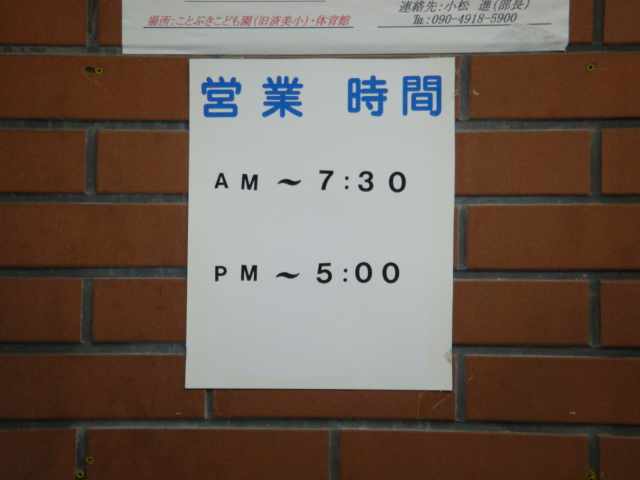 場所:ことぶきこども園(旧済美小)・体育館
連絡先:小松 進(部長)
℡:090-4918-5900
営業 時間
AM ~ 7:30
PM ~ 5:00